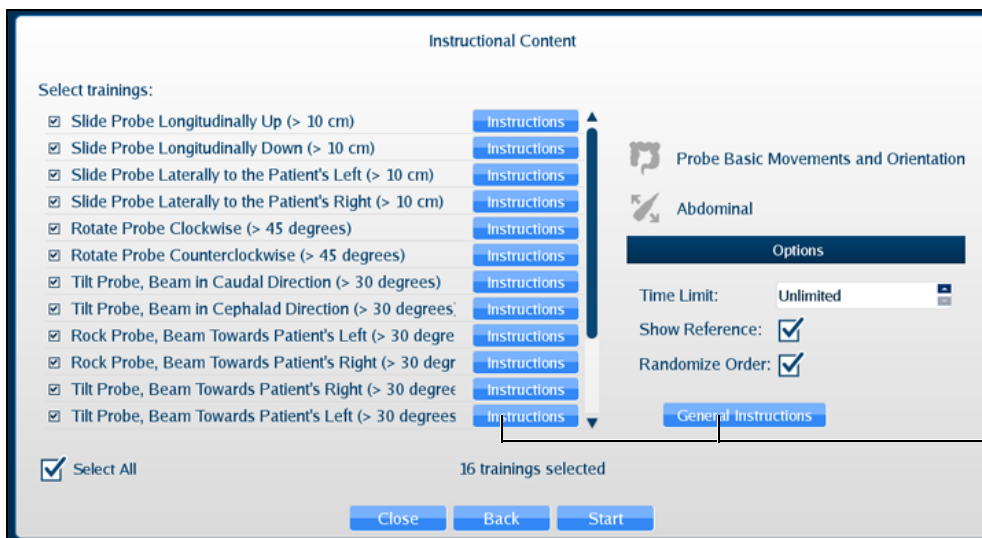 Instructional Content
Select trainings:
Slide Probe Longitudinally Up (> 10 cm) Instructions
Slide Probe Longitudinally Down (> 10 cm) Instructions
Slide Probe Laterally to the Patient's Left (> 10 cm) Instructions
Slide Probe Laterally to the Patient's Right (> 10 cm) Instructions
Rotate Probe Clockwise (> 45 degrees) Instructions
Rotate Probe Counterclockwise (> 45 degrees) Instructions
Tilt Probe, Beam in Caudal Direction (> 30 degrees) Instructions
Tilt Probe, Beam in Cephalad Direction (> 30 degrees) Instructions
Rock Probe, Beam Towards Patient's Left (> 30 degre Instructions
Rock Probe, Beam Towards Patient's Right (> 30 degr Instructions
Tilt Probe, Beam Towards Patient's Right (> 30 degree Instructions
Tilt Probe, Beam Towards Patient's Left (> 30 degrees Instructions
Select All
16 trainings selected
Probe Basic Movements and Orientation
Abdominal
Options
Time Limit: Unlimited
Show Reference:
Randomize Order:
General Instructions
Close Back Start